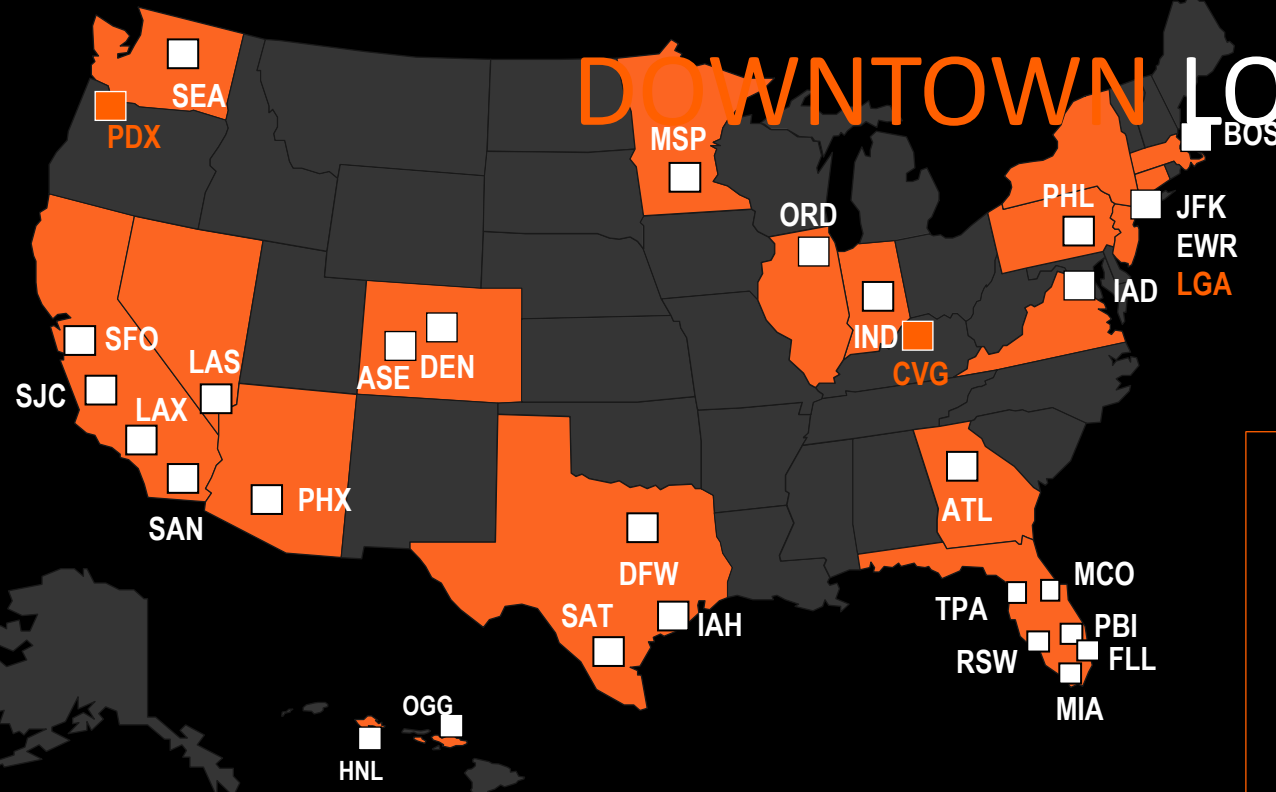 DOWNTOWN LO
SEA
PDX
MSP
BOS
ORD
PHL
JFK
EWR
LGA
IAD
SFO
LAS
ASE
DEN
IND
CVG
SJC
LAX
PHX
SAN
ATL
DFW
SAT
IAH
MCO
TPA
PBI
RSW
FLL
MIA
OGG
HNL